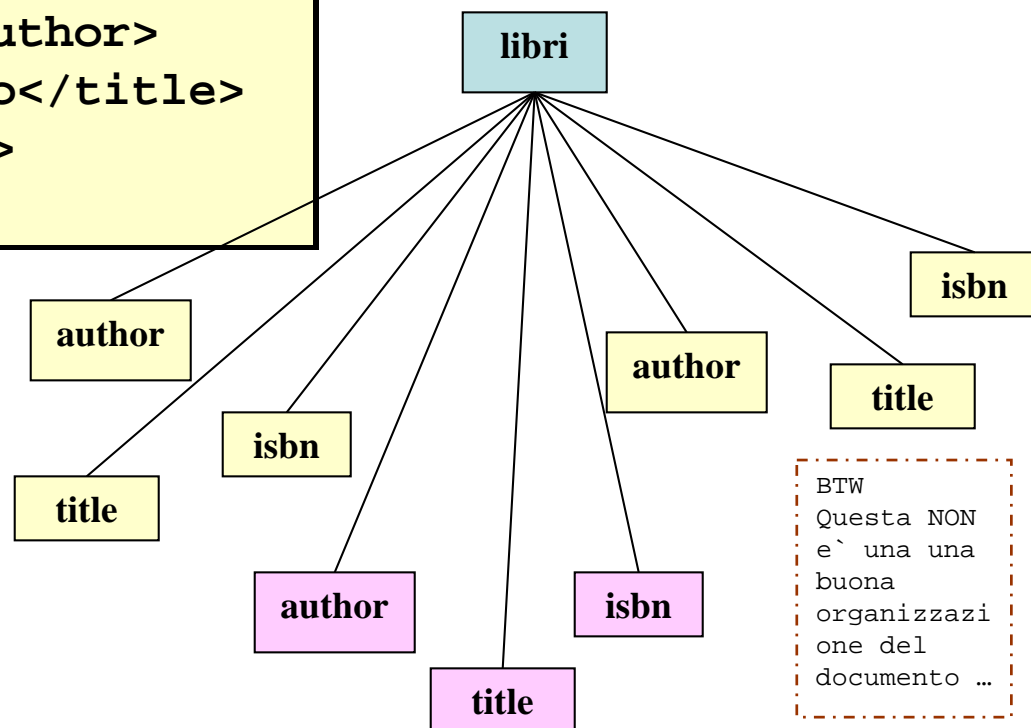 uthor>
o</title>
>
libri
author
title
isbn
author
title
isbn
author
title
isbn
BTW
Questa NON
e` una una
buona
organizzazi
one del
documento …